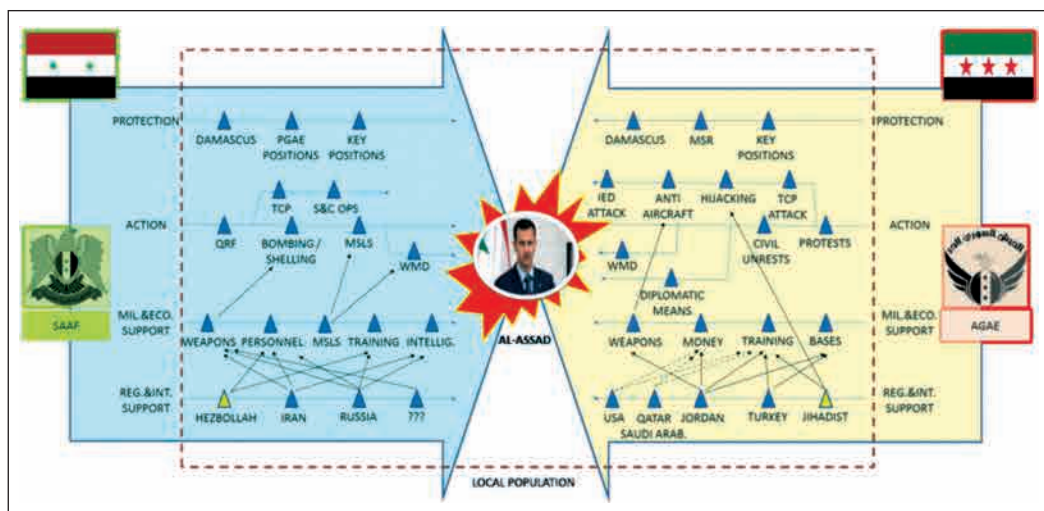 PROTECTION
DAMASCUS
PGAE
POSITIONS
KEY
POSITIONS
TCP
S&C OPS
ACTION
QRF
BOMBING /
SHELLING
MSLS
WMD
SAAF
MIL.&ECO.
SUPPORT
WEAPONS
PERSONNEL
MSLS
TRAINING
INTELLIG.
REG.&INT.
SUPPORT
HEZBOLLAH
IRAN
RUSSIA
???
AL-ASSAD
LOCAL POPULATION
DAMASCUS
MSR
KEY
POSITIONS
PROTECTION
IED
ATTACK
ANTI
AIRCRAFT
HIJACKING
TCP
ATTACK
ACTION
WMD
CIVIL
UNRESTS
PROTESTS
DIPLOMATIC
MEANS
الجيش السوري الحر
AGAE
MIL.&ECO.
SUPPORT
WEAPONS
MONEY
TRAINING
BASES
REG.&INT.
SUPPORT
USA
QATAR
SAUDI ARAB.
JORDAN
TURKEY
JIHADIST